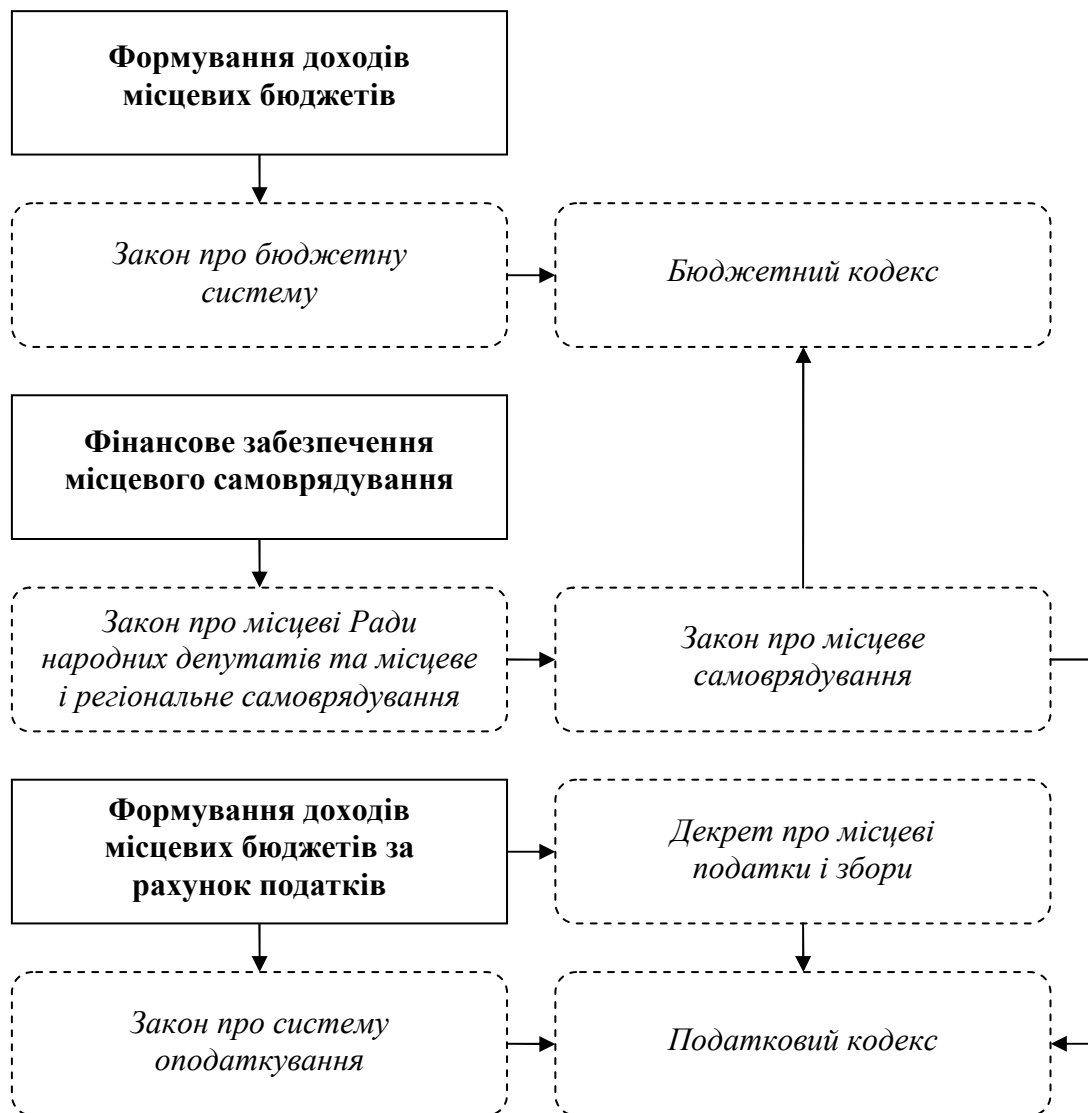 Формування доходів
місцевих бюджетів
Закон про бюджетну
систему
Бюджетний кодекс
Фінансове забезпечення
місцевого самоврядування
Закон про місцеві Ради
народних депутатів та місцеве
і регіональне самоврядування
Закон про місцеве
самоврядування
Формування доходів
місцевих бюджетів за
рахунок податків
Декрет про місцеві
податки і збори
Закон про систему
оподаткування
Податковий кодекс